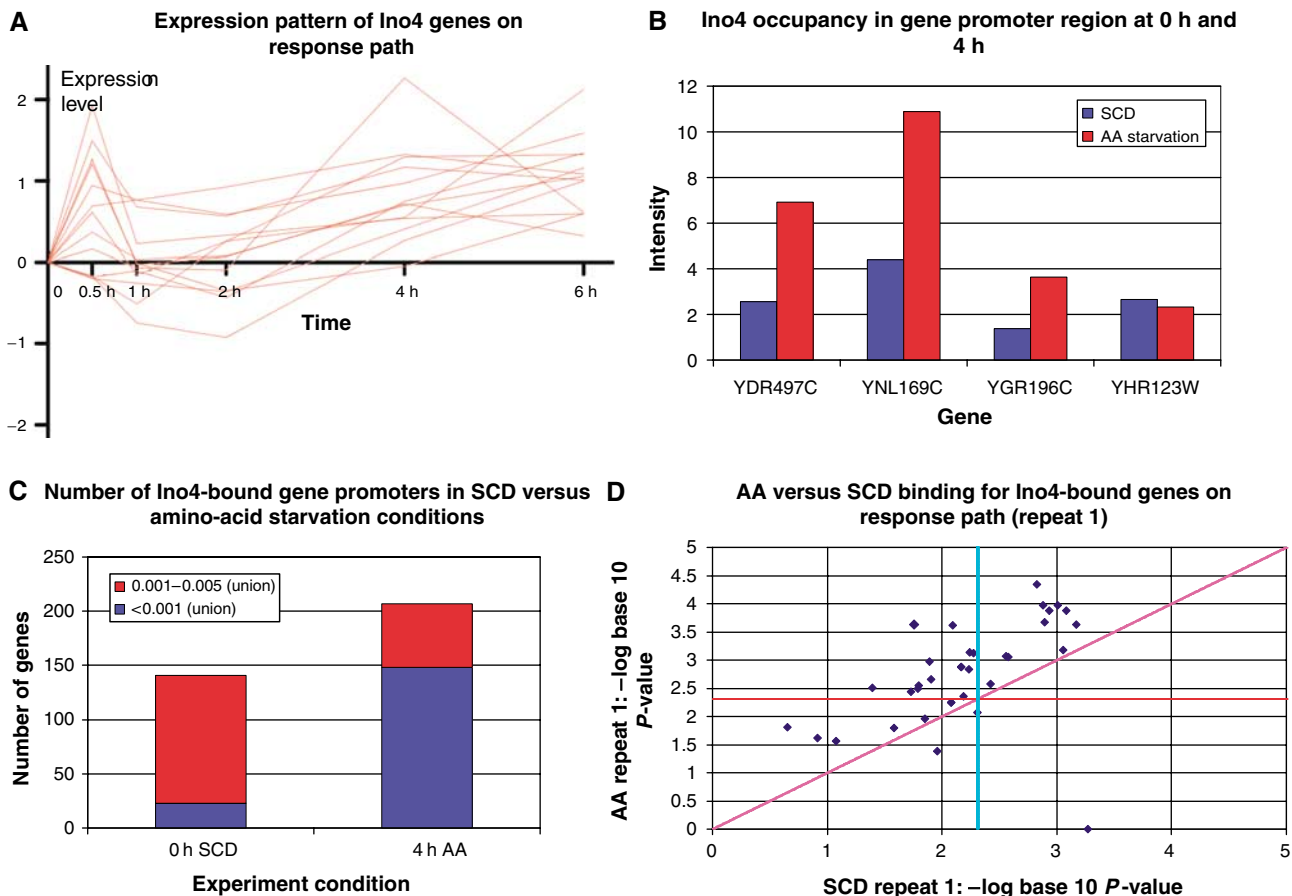 A
Expression pattern of Ino4 genes on
response path
Expression
level
2
1
0
−1
−2
0 0.5 h 1 h 2 h 4 h 6 h
Time
B
Ino4 occupancy in gene promoter region at 0 h and
4 h
Intensity
12
10
8
6
4
2
0
SCD
AA starvation
YDR497C YNL169C YGR196C YHR123W
Gene
C
Number of Ino4-bound gene promoters in SCD versus
amino-acid starvation conditions
Number of genes
250
200
150
100
50
0
0.001–0.005 (union)
<0.001 (union)
0 h SCD 4 h AA
Experiment condition
D
AA versus SCD binding for Ino4-bound genes on
response path (repeat 1)
AA repeat 1: –log base 10
P-value
5
4.5
4
3.5
3
2.5
2
1.5
1
0.5
0
0 1 2 3 4 5
SCD repeat 1: –log base 10 P-value